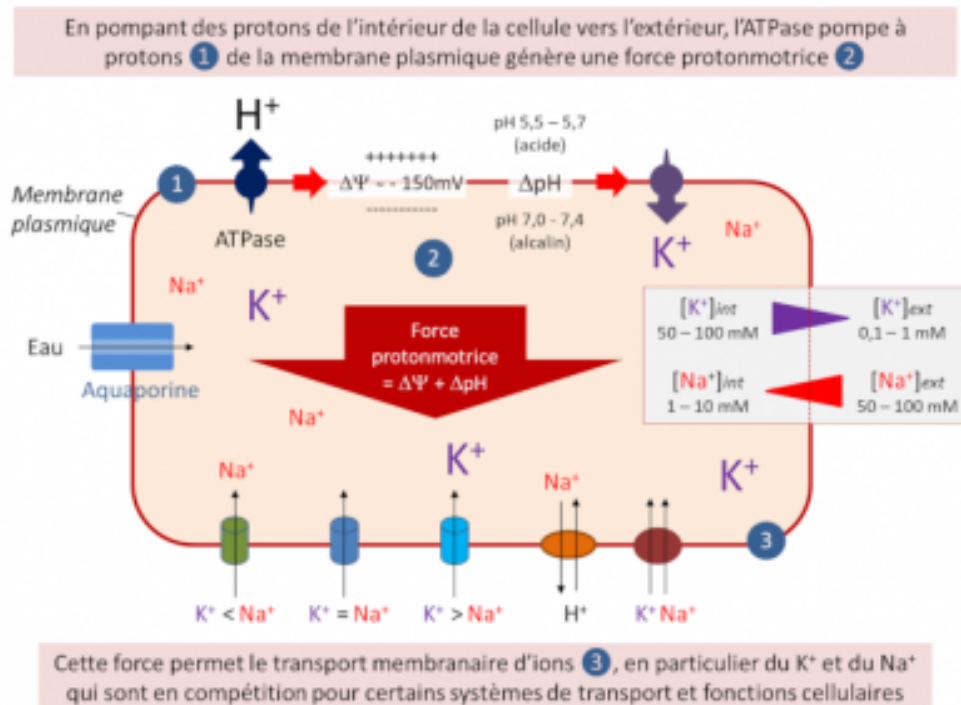 En pompant des protons de l'intérieur de la cellule vers l'extérieur, l'ATPase pompe à
protons 1 de la membrane plasmique génère une force protonmotrice 2
H⁺
pH 5,5 – 5,7
(acide)
+++++++
1
ΔΨ ~ - 150mV
ΔpH
Membrane
plasmique
-----------
pH 7,0 - 7,4
(alcalin)
ATPase
2
K⁺
Na⁺
Na⁺
K⁺
[K⁺]int
50 – 100 mM
[K⁺]ext
0,1 – 1 mM
Force
protonmotrice
= ΔΨ + ΔpH
Eau
Aquaporine
[Na⁺]int
1 – 10 mM
[Na⁺]ext
50 – 100 mM
Na⁺
K⁺
K⁺
Na⁺
Na⁺
3
K⁺ < Na⁺
K⁺ = Na⁺
K⁺ > Na⁺
H⁺
K⁺ Na⁺
Cette force permet le transport membranaire d'ions 3, en particulier du K⁺ et du Na⁺
qui sont en compétition pour certains systèmes de transport et fonctions cellulaires